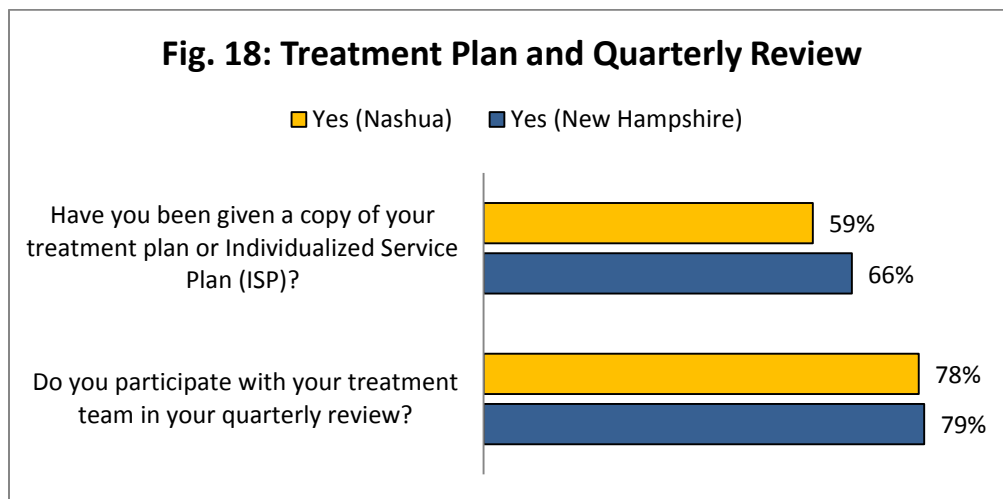 Fig. 18: Treatment Plan and Quarterly Review
Yes (Nashua) Yes (New Hampshire)
Have you been given a copy of your
treatment plan or Individualized Service
Plan (ISP)?
59%
66%
Do you participate with your treatment
team in your quarterly review?
78%
79%